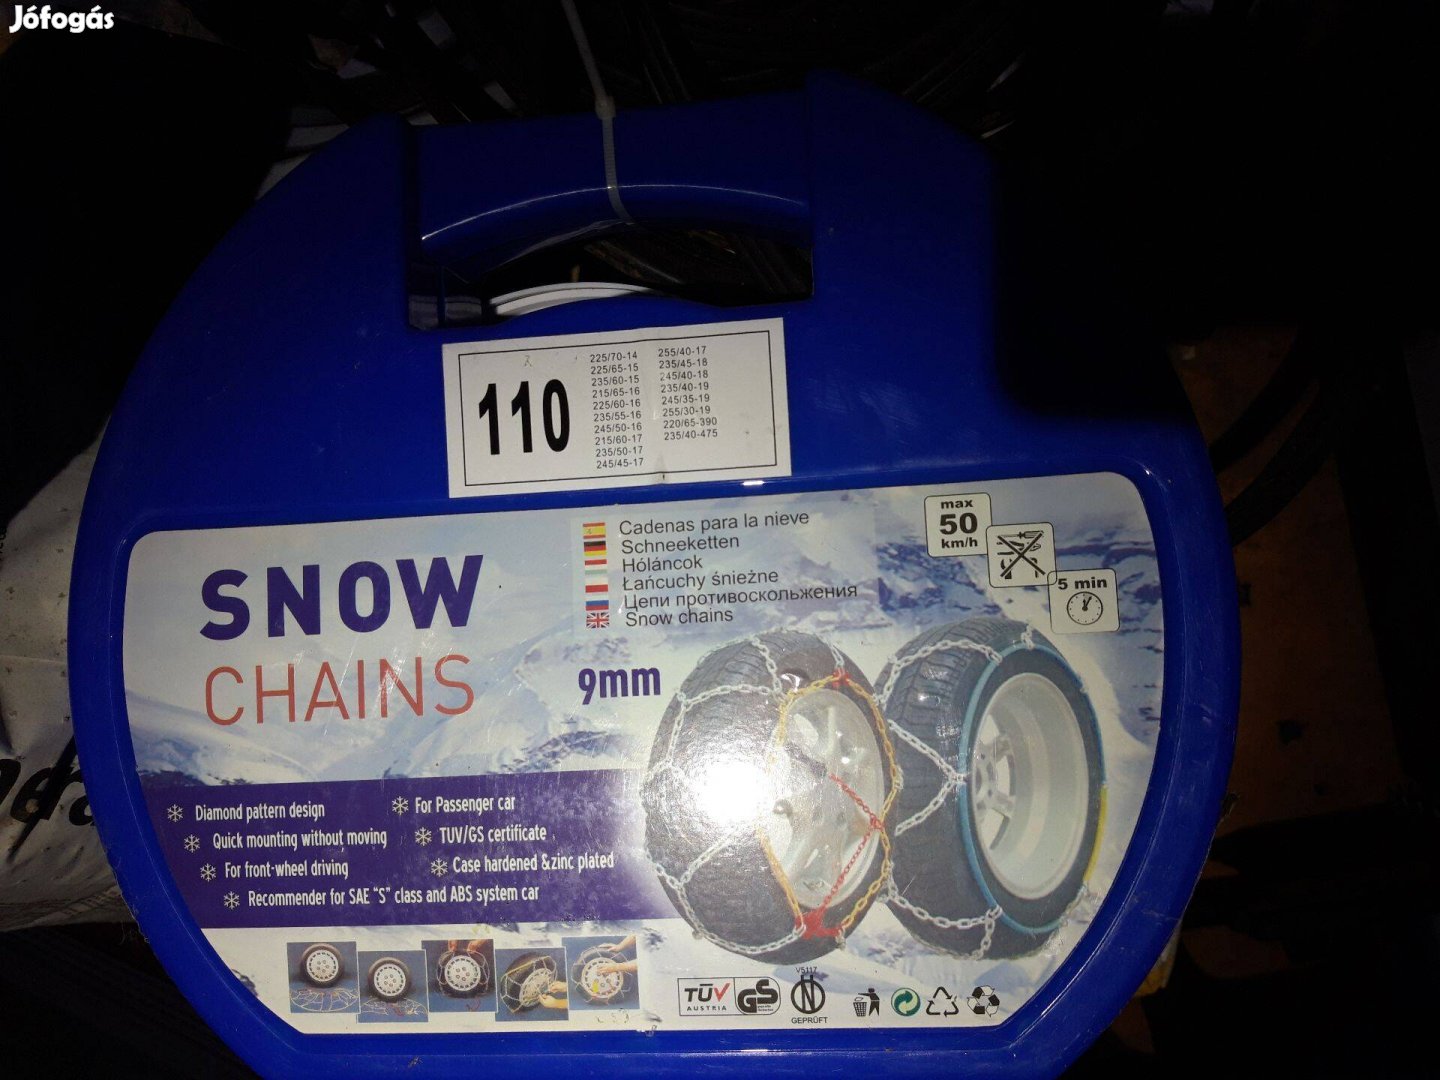 Jófogás
110
225/70-14
225/65-15
235/60-15
215/65-16
225/60-16
235/55-16
245/50-16
215/60-17
235/50-17
245/45-17
255/40-17
235/45-18
245/40-18
235/40-19
245/35-19
255/30-19
220/65-390
235/40-475
SNOW
CHAINS
Cadenas para la nieve
Schneeketten
Hóláncok
Łańcuchy śnieżne
Цепи противоскольжения
Snow chains
9mm
max
50
km/h
5 min
Diamond pattern design
Quick mounting without moving
For front-wheel driving
Recommender for SAE "S" class and ABS system car
For Passenger car
TUV/GS certificate
Case hardened &zinc plated
TÜV
AUSTRIA
GS
V5117
GEPRÜFT